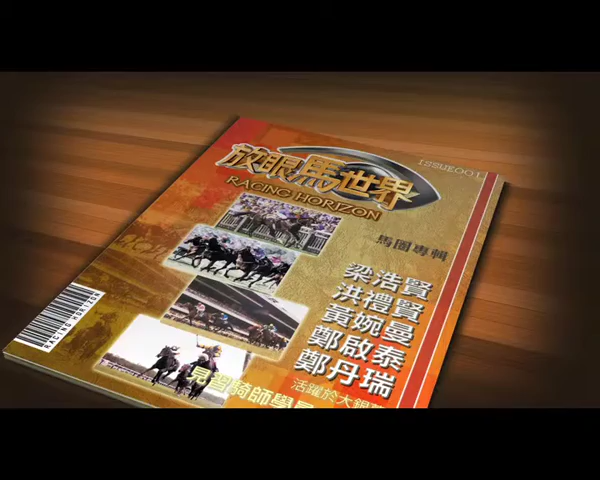 ISSUE001
放眼馬世界
RACING HORIZON
馬圈專輯
梁浩賢
洪禮賢
黃婉曼
鄭啟泰
鄭丹瑞
活躍於大銀幕
見習騎師學員
RACING HORIZON